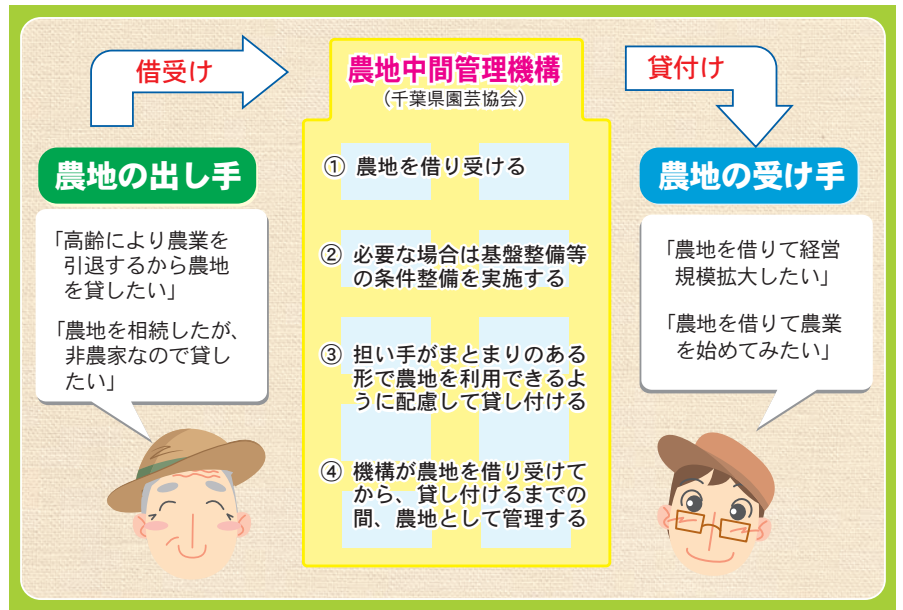 借受け
農地中間管理機構
（千葉県園芸協会）
貸付け
農地の出し手
「高齢により農業を
引退するから農地
を貸したい」
「農地を相続したが、
非農家なので貸し
たい」
① 農地を借り受ける
② 必要な場合は基盤整備等
の条件整備を実施する
③ 担い手がまとまりのある
形で農地を利用できるよ
うに配慮して貸し付ける
④ 機構が農地を借り受けて
から、貸し付けるまでの
間、農地として管理する
農地の受け手
「農地を借りて経営
規模拡大したい」
「農地を借りて農業
を始めてみたい」